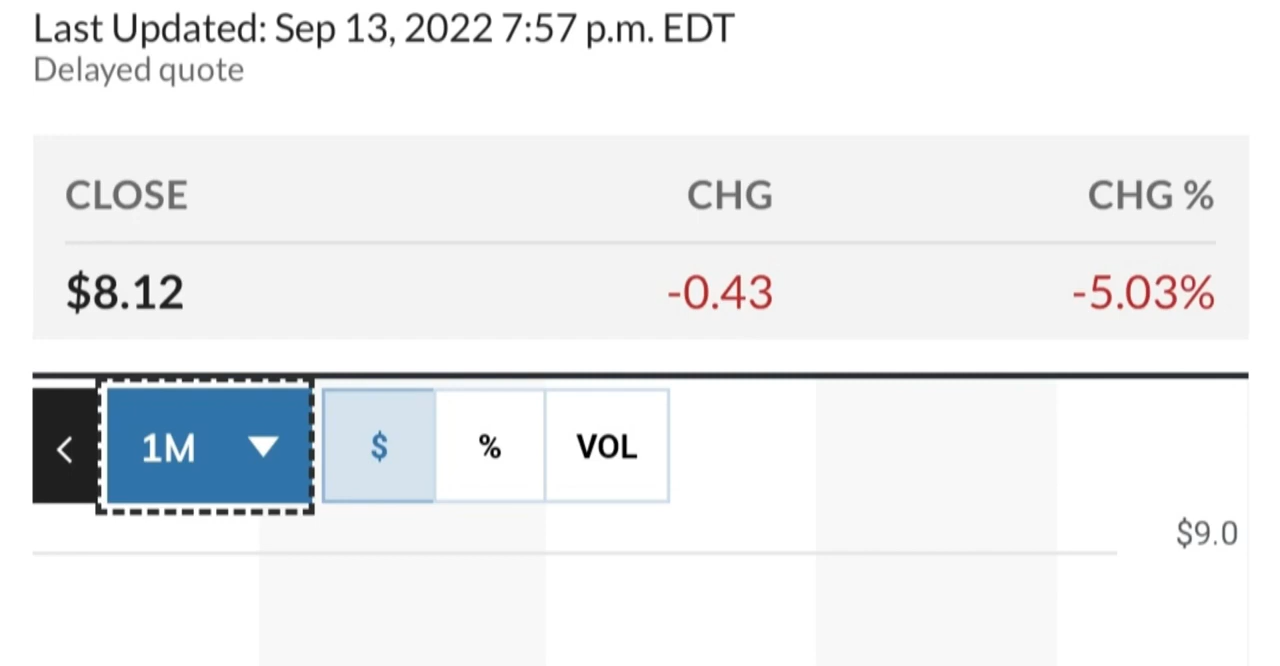 Last Updated: Sep 13, 2022 7:57 p.m. EDT
Delayed quote
CLOSE CHG CHG %
$8.12 -0.43 -5.03%
1M $ % VOL
$9.0